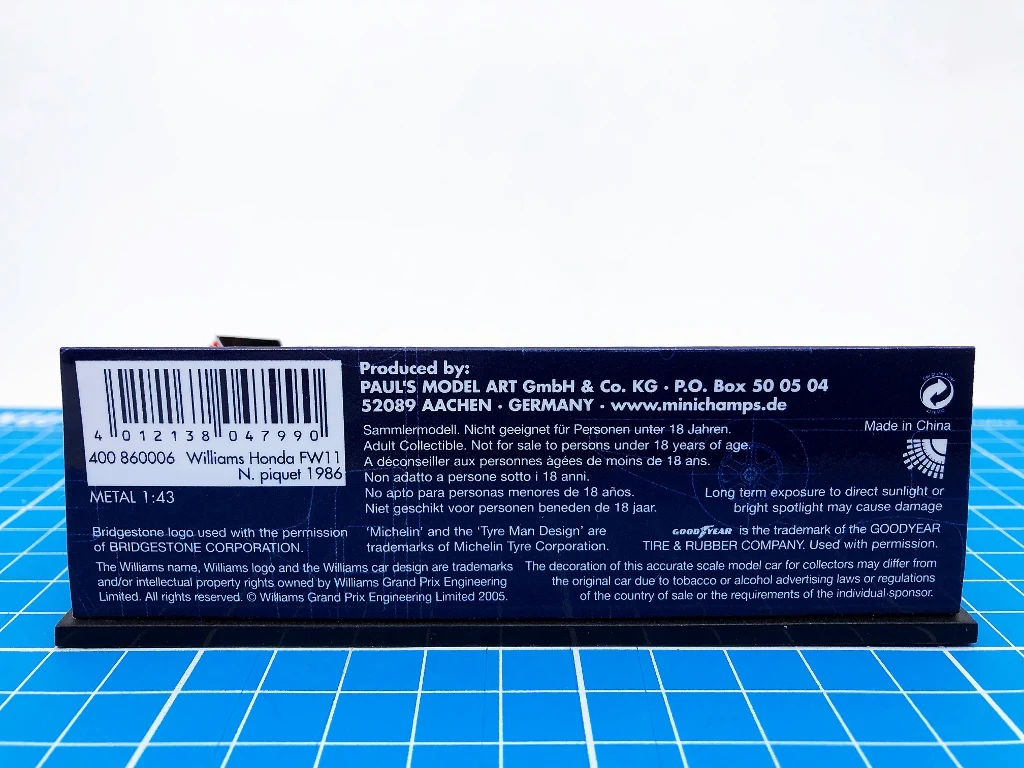 4 012138 047990
400 860006 Williams Honda FW11
N. piquet 1986
METAL 1:43
Produced by:
PAUL'S MODEL ART GmbH & Co. KG · P.O. Box 50 05 04
52089 AACHEN · GERMANY · www.minichamps.de
Sammlermodell. Nicht geeignet für Personen unter 18 Jahren.
Adult Collectible. Not for sale to persons under 18 years of age.
A déconseiller aux personnes àgées de moins de 18 ans.
Non adatto a persone sotto i 18 anni.
No apto para personas menores de 18 años.
Niet geschikt voor personen beneden de 18 jaar.
Made in China
Long term exposure to direct sunlight or
bright spotlight may cause damage
Bridgestone logo used with the permission
of BRIDGESTONE CORPORATION.
'Michelin' and the 'Tyre Man Design' are
trademarks of Michelin Tyre Corporation.
GOODYEAR is the trademark of the GOODYEAR
TIRE & RUBBER COMPANY. Used with permission.
The Williams name, Williams logo and the Williams car design are trademarks
and/or intellectual property rights owned by Williams Grand Prix Engineering
Limited. All rights reserved. © Williams Grand Prix Engineering Limited 2005.
The decoration of this accurate scale model car for collectors may differ from
the original car due to tobacco or alcohol advertising laws or regulations
of the country of sale or the requirements of the individual sponsor.